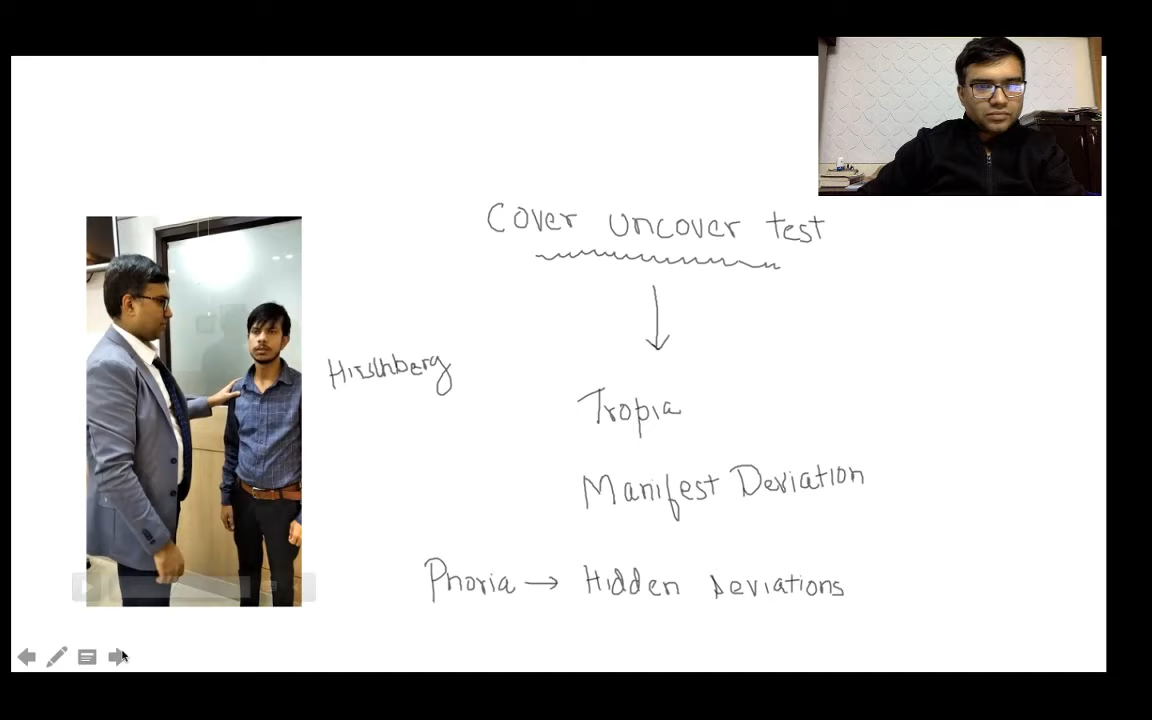 Cover uncover test
Hirschberg
Tropia
Manifest Deviation
Phoria → Hidden Deviations